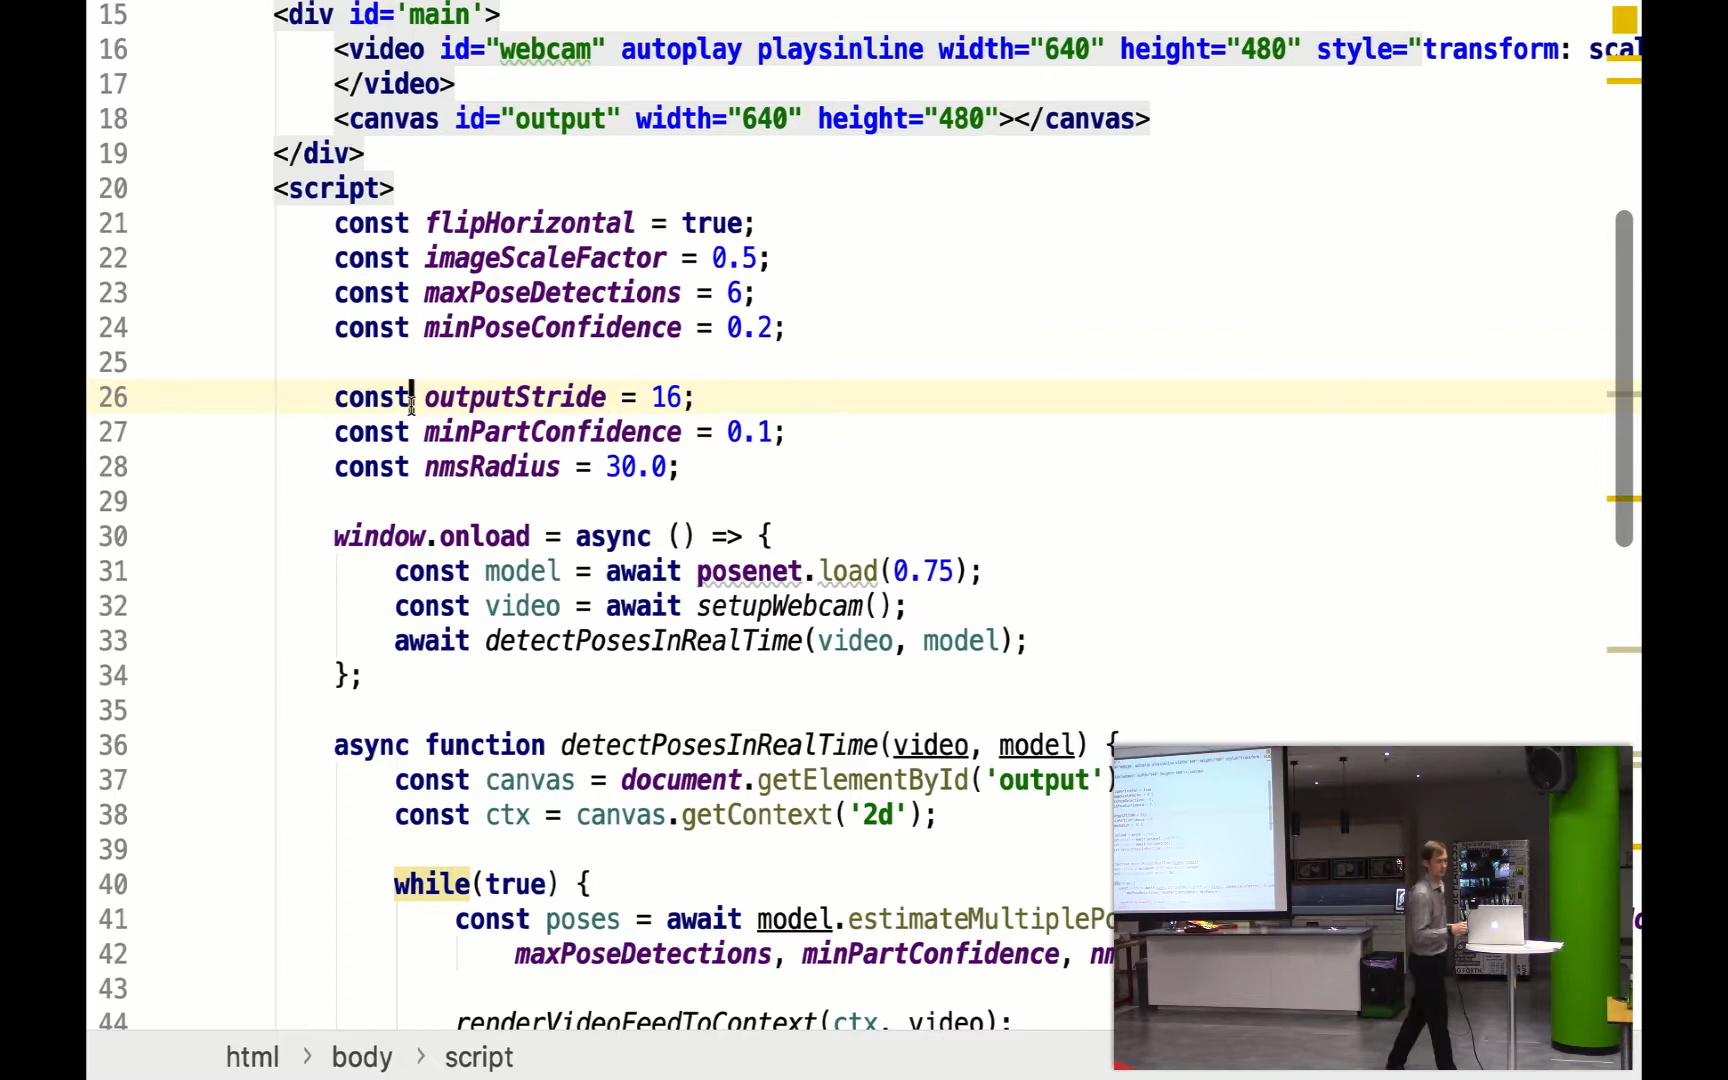 15 <div id='main'>
16 <video id="webcam" autoplay playsinline width="640" height="480" style="transform: scal
17 </video>
18 <canvas id="output" width="640" height="480"></canvas>
19 </div>
20 <script>
21 const flipHorizontal = true;
22 const imageScaleFactor = 0.5;
23 const maxPoseDetections = 6;
24 const minPoseConfidence = 0.2;
25
26 const outputStride = 16;
27 const minPartConfidence = 0.1;
28 const nmsRadius = 30.0;
29
30 window.onload = async () => {
31 const model = await posenet.load(0.75);
32 const video = await setupWebcam();
33 await detectPosesInRealTime(video, model);
34 };
35
36 async function detectPosesInRealTime(video, model) {
37 const canvas = document.getElementById('output')
38 const ctx = canvas.getContext('2d');
39
40 while(true) {
41 const poses = await model.estimateMultiplePo
42 maxPoseDetections, minPartConfidence, nm
43
44 renderVideoFeedToContext(ctx, video);
html > body > script